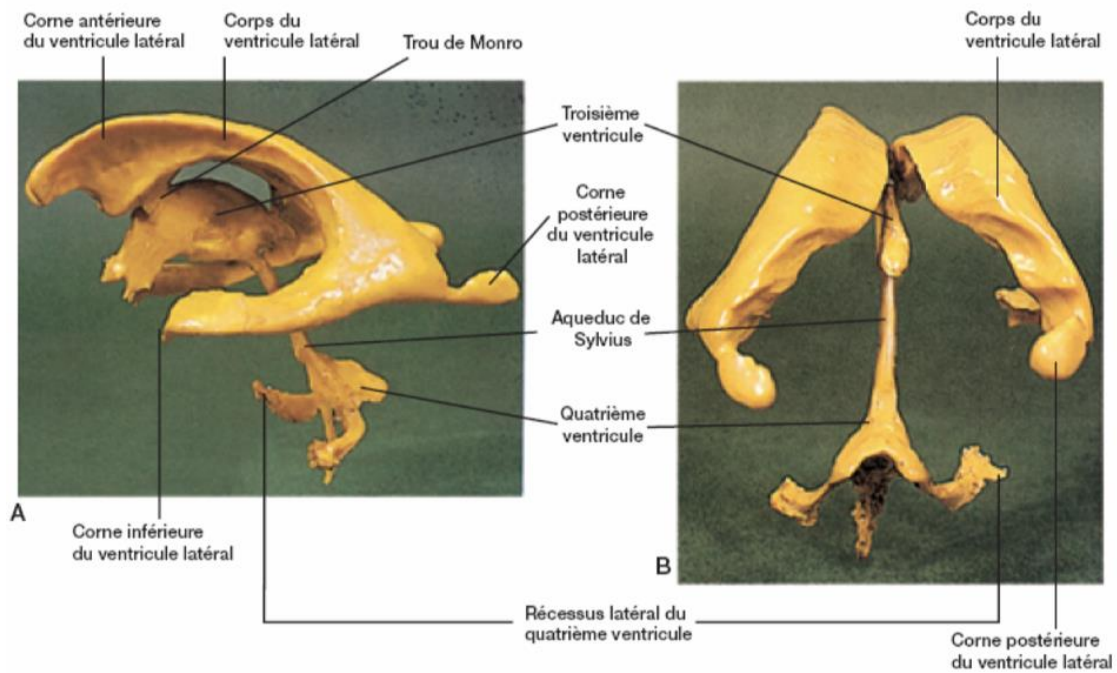 Corne antérieure
du ventricule latéral
Corps du
ventricule latéral
Trou de Monro
Corps du
ventricule latéral
Troisième
ventricule
Corne
postérieure
du ventricule
latéral
Aqueduc de
Sylvius
Quatrième
ventricule
A
Corne inférieure
du ventricule latéral
B
Récessus latéral du
quatrième ventricule
Corne postérieure
du ventricule latéral